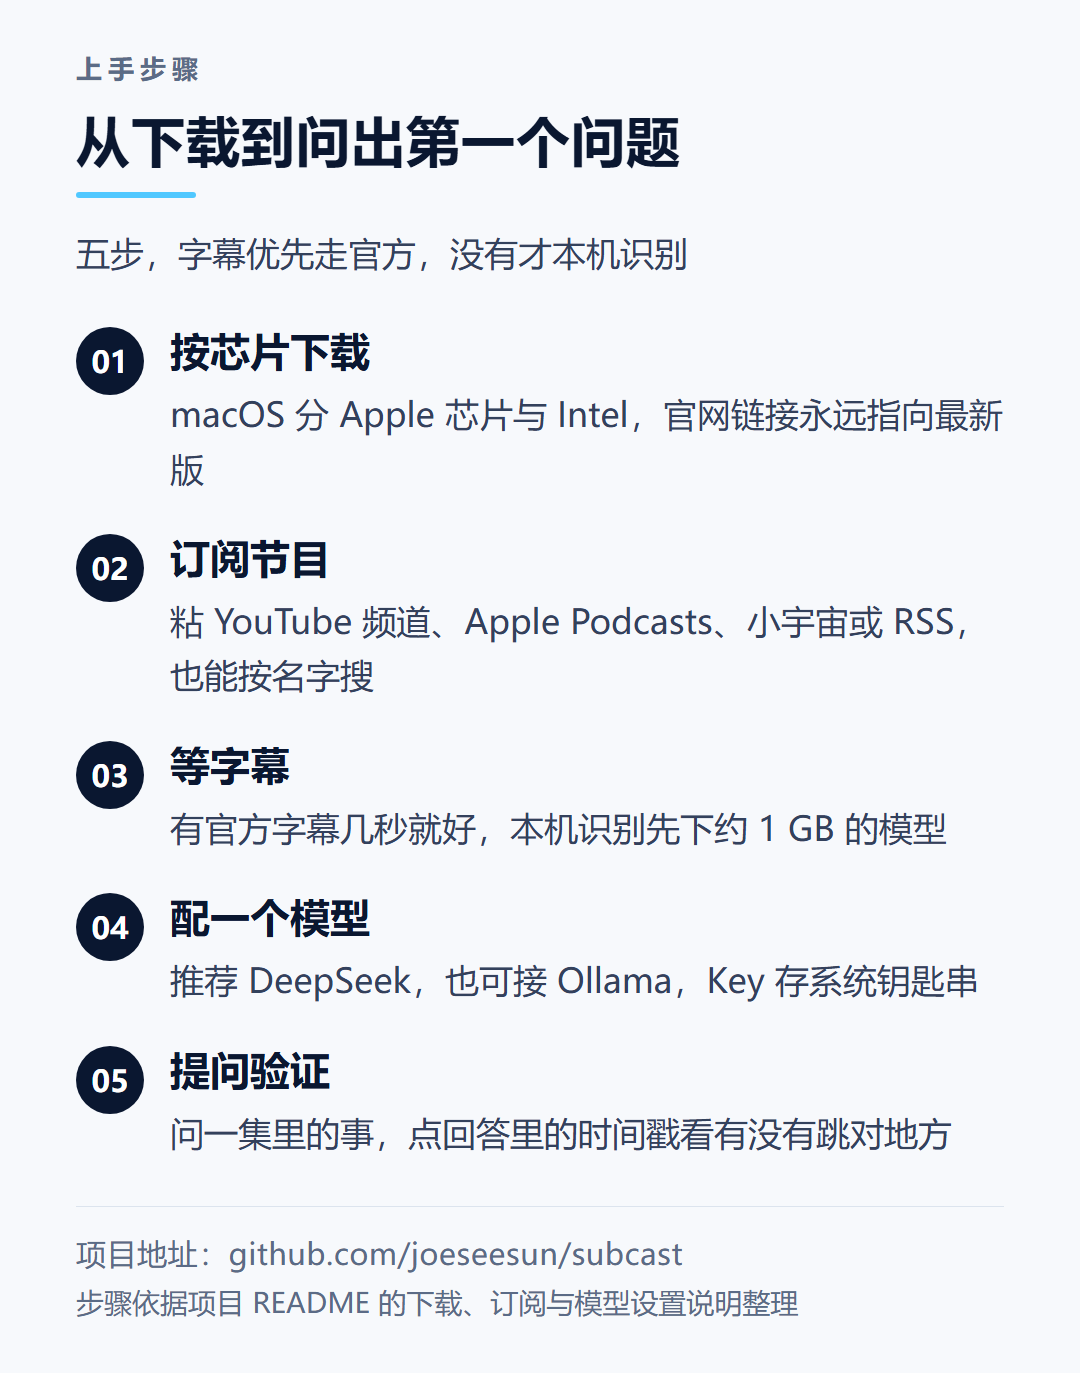 上手步骤
从下载到问出第一个问题
五步，字幕优先走官方，没有才本机识别
01
按芯片下载
macOS 分 Apple 芯片与 Intel，官网链接永远指向最新
版
02
订阅节目
粘 YouTube 频道、Apple Podcasts、小宇宙或 RSS，
也能按名字搜
03
等字幕
有官方字幕几秒就好，本机识别先下约 1 GB 的模型
04
配一个模型
推荐 DeepSeek，也可接 Ollama，Key 存系统钥匙串
05
提问验证
问一集里的事，点回答里的时间戳看有没有跳对地方
项目地址：github.com/joeseesun/subcast
步骤依据项目 README 的下载、订阅与模型设置说明整理